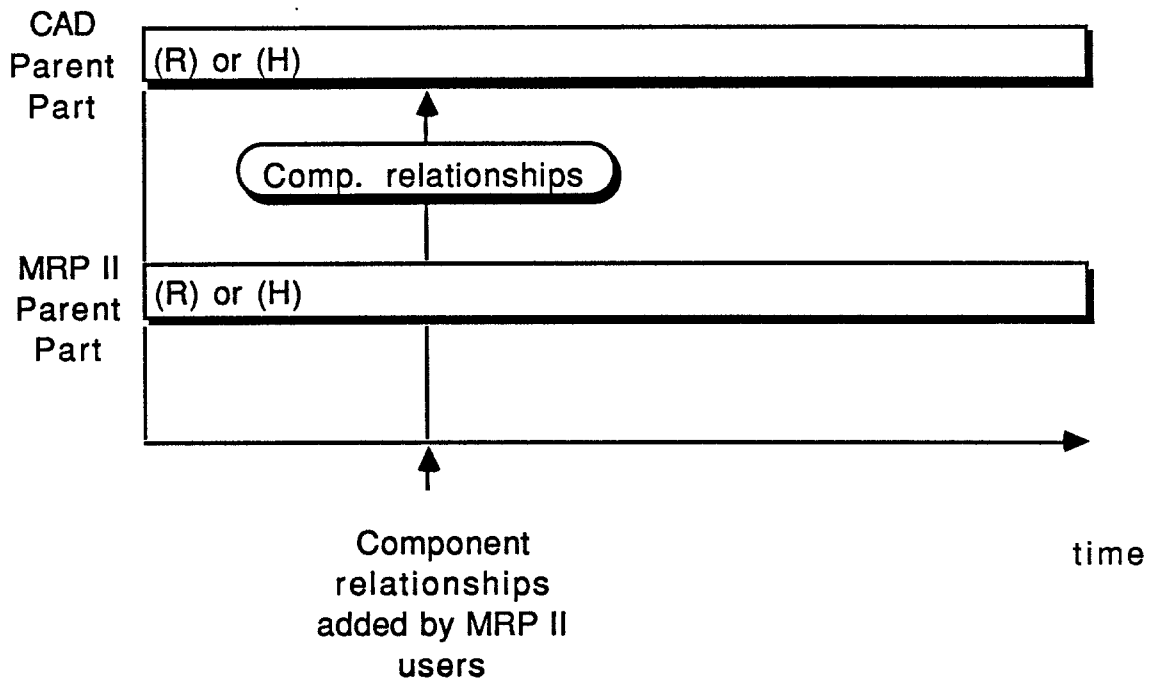 CAD
Parent
Part
(R) or (H)
Comp. relationships
MRP II
Parent
Part
(R) or (H)
Component
relationships
added by MRP II
users
time